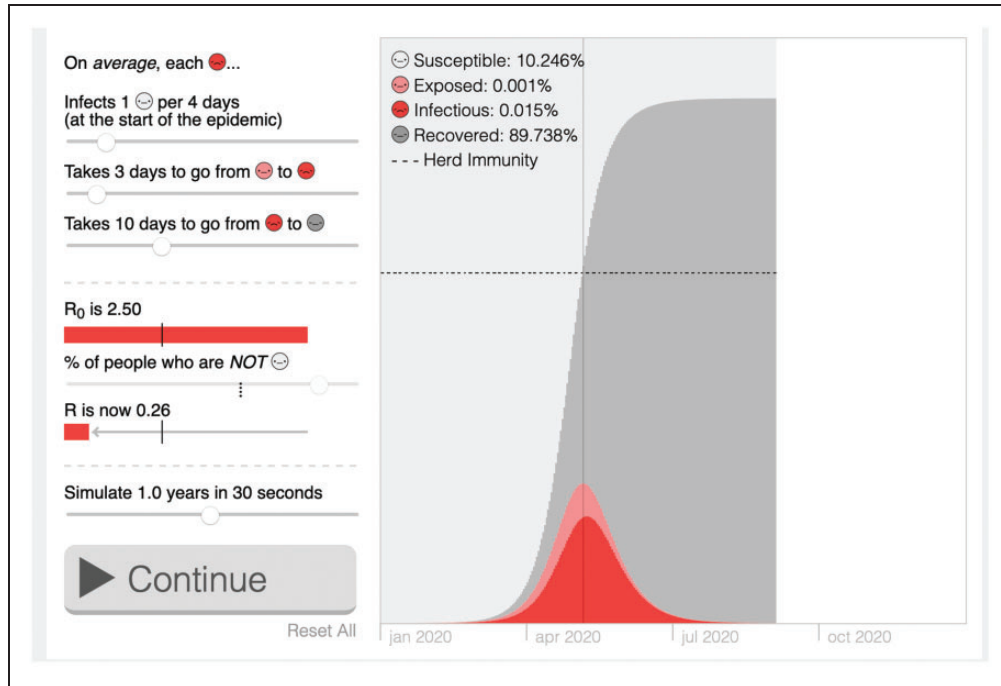 On average, each ...
Infects 1 per 4 days
(at the start of the epidemic)
Takes 3 days to go from to
Takes 10 days to go from to
R0 is 2.50
% of people who are NOT
R is now 0.26
Simulate 1.0 years in 30 seconds
Continue
Reset All
Susceptible: 10.246%
Exposed: 0.001%
Infectious: 0.015%
Recovered: 89.738%
--- Herd Immunity
jan 2020
apr 2020
jul 2020
oct 2020